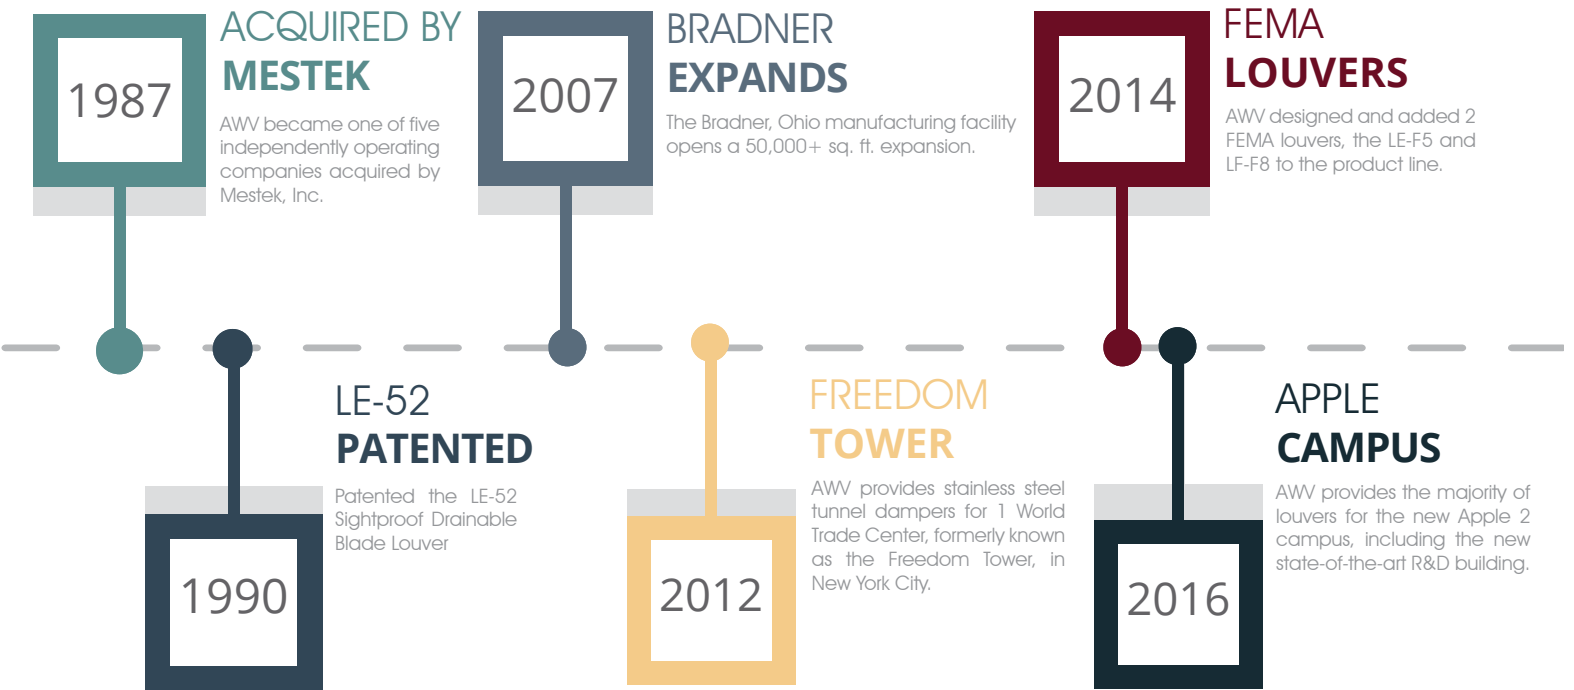 1987
ACQUIRED BY
MESTEK
AWV became one of five
independently operating
companies acquired by
Mestek, Inc.
1990
LE-52
PATENTED
Patented the LE-52
Sightproof Drainable
Blade Louver
2007
BRADNER
EXPANDS
The Bradner, Ohio manufacturing facility
opens a 50,000+ sq. ft. expansion.
2012
FREEDOM
TOWER
AWV provides stainless steel
tunnel dampers for 1 World
Trade Center, formerly known
as the Freedom Tower, in
New York City.
2014
FEMA
LOUVERS
AWV designed and added 2
FEMA louvers, the LE-F5 and
LF-F8 to the product line.
2016
APPLE
CAMPUS
AWV provides the majority of
louvers for the new Apple 2
campus, including the new
state-of-the-art R&D building.